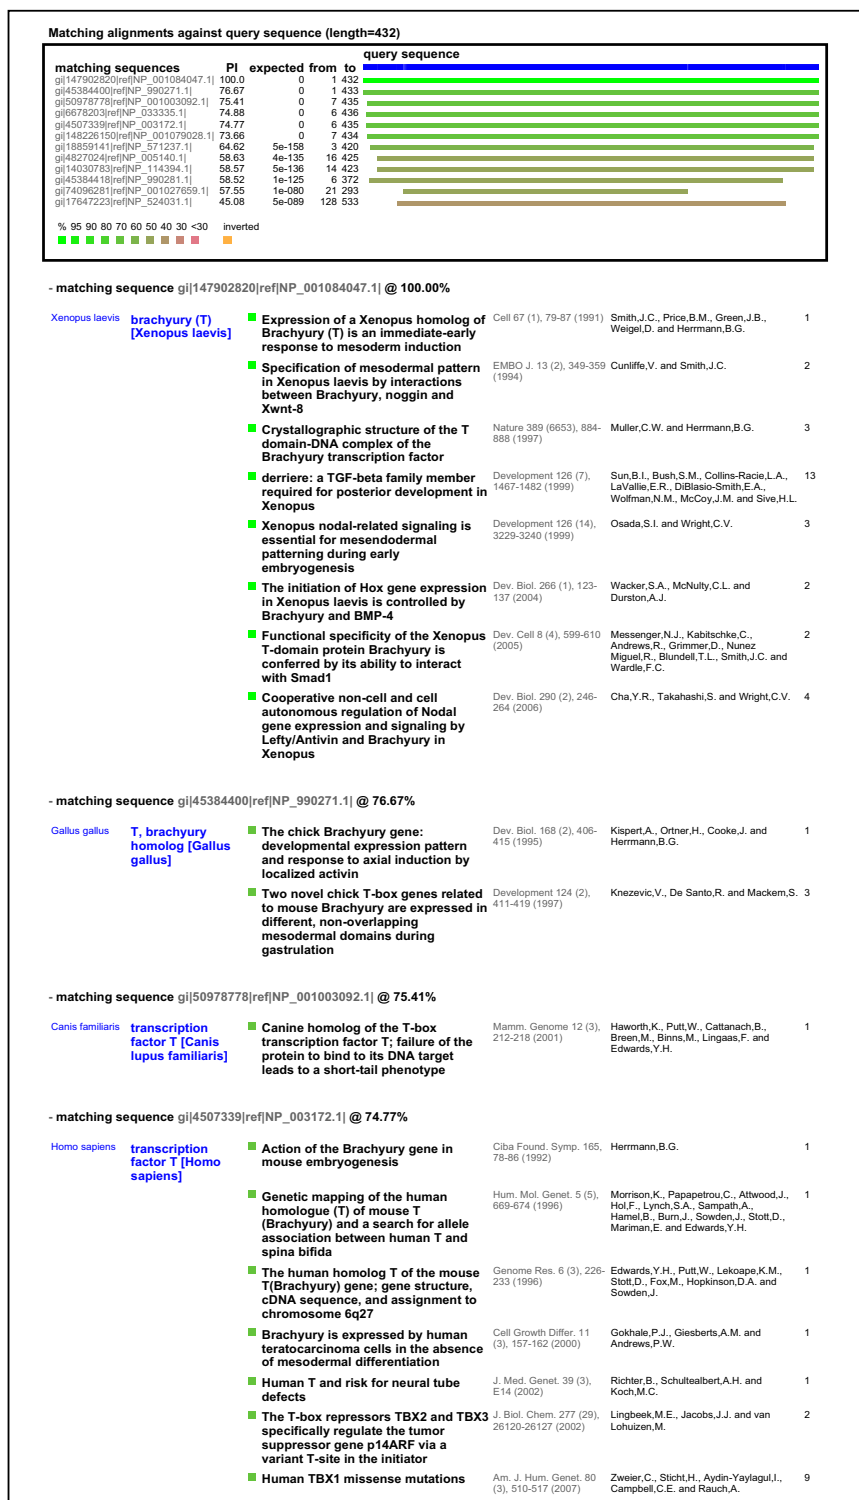 Matching alignments against query sequence (length=432)
query sequence
matching sequences PI expected from to
gi|147902820|ref|NP_001084047.1| 100.0 0 1 432
gi|45384400|ref|NP_990271.1| 76.67 0 1 433
gi|50978778|ref|NP_001003092.1| 75.41 0 7 435
gi|6678203|ref|NP_033335.1| 74.88 0 6 436
gi|4507339|ref|NP_003172.1| 74.77 0 6 435
gi|148226150|ref|NP_001079028.1| 73.66 0 7 434
gi|18859141|ref|NP_571237.1| 64.62 5e-158 3 420
gi|4827024|ref|NP_005140.1| 58.63 4e-135 16 425
gi|14030783|ref|NP_114394.1| 58.57 5e-136 14 423
gi|45384418|ref|NP_990281.1| 58.52 1e-125 6 372
gi|74096281|ref|NP_001027659.1| 57.55 1e-080 21 293
gi|17647223|ref|NP_524031.1| 45.08 5e-089 128 533
% 95 90 80 70 60 50 40 30 <30 inverted
- matching sequence gi|147902820|ref|NP_001084047.1| @ 100.00%
Xenopus laevis brachyury (T) Expression of a Xenopus homolog of Cell 67 (1), 79-87 (1991) Smith,J.C., Price,B.M., Green,J.B., 1
[Xenopus laevis] Brachyury (T) is an immediate-early Weigel,D. and Herrmann,B.G.
response to mesoderm induction
Specification of mesodermal pattern EMBO J. 13 (2), 349-359 Cunliffe,V. and Smith,J.C. 2
in Xenopus laevis by interactions (1994)
between Brachyury, noggin and
Xwnt-8
Crystallographic structure of the T Nature 389 (6653), 884- Muller,C.W. and Herrmann,B.G. 3
domain-DNA complex of the 888 (1997)
Brachyury transcription factor
derriere: a TGF-beta family member Development 126 (7), Sun,B.I., Bush,S.M., Collins-Racie,L.A., 13
required for posterior development in 1467-1482 (1999) LaVallie,E.R., DiBlasio-Smith,E.A.,
Xenopus Wolfman,N.M., McCoy,J.M. and Sive,H.L.
Xenopus nodal-related signaling is Development 126 (14), Osada,S.I. and Wright,C.V. 3
essential for mesendodermal 3229-3240 (1999)
patterning during early
embryogenesis
The initiation of Hox gene expression Dev. Biol. 266 (1), 123- Wacker,S.A., McNulty,C.L. and 2
in Xenopus laevis is controlled by 137 (2004) Durston,A.J.
Brachyury and BMP-4
Functional specificity of the Xenopus Dev. Cell 8 (4), 599-610 Messenger,N.J., Kabitschke,C., 2
T-domain protein Brachyury is (2005) Andrews,R., Grimmer,D., Nunez
conferred by its ability to interact Miguel,R., Blundell,T.L., Smith,J.C. and
with Smad1 Wardle,F.C.
Cooperative non-cell and cell Dev. Biol. 290 (2), 246- Cha,Y.R., Takahashi,S. and Wright,C.V. 4
autonomous regulation of Nodal 264 (2006)
gene expression and signaling by
Lefty/Antivin and Brachyury in
Xenopus
- matching sequence gi|45384400|ref|NP_990271.1| @ 76.67%
Gallus gallus T, brachyury The chick Brachyury gene: Dev. Biol. 168 (2), 406- Kispert,A., Ortner,H., Cooke,J. and 1
homolog [Gallus developmental expression pattern 415 (1995) Herrmann,B.G.
gallus] and response to axial induction by
localized activin
Two novel chick T-box genes related Development 124 (2), Knezevic,V., De Santo,R. and Mackem,S. 3
to mouse Brachyury are expressed in 411-419 (1997)
different, non-overlapping
mesodermal domains during
gastrulation
- matching sequence gi|50978778|ref|NP_001003092.1| @ 75.41%
Canis familiaris transcription Canine homolog of the T-box Mamm. Genome 12 (3), Haworth,K., Putt,W., Cattanach,B., 1
factor T [Canis transcription factor T; failure of the 212-218 (2001) Breen,M., Binns,M., Lingaas,F. and
lupus familiaris] protein to bind to its DNA target Edwards,Y.H.
leads to a short-tail phenotype
- matching sequence gi|4507339|ref|NP_003172.1| @ 74.77%
Homo sapiens transcription Action of the Brachyury gene in Ciba Found. Symp. 165, Herrmann,B.G. 1
factor T [Homo mouse embryogenesis 78-86 (1992)
sapiens]
Genetic mapping of the human Hum. Mol. Genet. 5 (5), Morrison,K., Papapetrou,C., Attwood,J., 1
homologue (T) of mouse T 669-674 (1996) Hol,F., Lynch,S.A., Sampath,A.,
(Brachyury) and a search for allele Hamel,B., Burn,J., Sowden,J., Stott,D.,
association between human T and Mariman,E. and Edwards,Y.H.
spina bifida
The human homolog T of the mouse Genome Res. 6 (3), 226- Edwards,Y.H., Putt,W., Lekoape,K.M., 1
T(Brachyury) gene; gene structure, 233 (1996) Stott,D., Fox,M., Hopkinson,D.A. and
cDNA sequence, and assignment to Sowden,J.
chromosome 6q27
Brachyury is expressed by human Cell Growth Differ. 11 Gokhale,P.J., Giesberts,A.M. and 1
teratocarcinoma cells in the absence (3), 157-162 (2000) Andrews,P.W.
of mesodermal differentiation
Human T and risk for neural tube J. Med. Genet. 39 (3), Richter,B., Schultealbert,A.H. and 1
defects E14 (2002) Koch,M.C.
The T-box repressors TBX2 and TBX3 J. Biol. Chem. 277 (29), Lingbeek,M.E., Jacobs,J.J. and van 2
specifically regulate the tumor 26120-26127 (2002) Lohuizen,M.
suppressor gene p14ARF via a
variant T-site in the initiator
Human TBX1 missense mutations Am. J. Hum. Genet. 80 Zweier,C., Sticht,H., Aydin-Yaylagul,I., 9
(3), 510-517 (2007) Campbell,C.E. and Rauch,A.